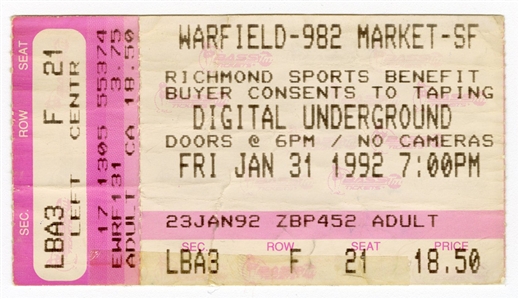 WARFIELD-982 MARKET-SF
RICHMOND SPORTS BENEFIT
BUYER CONSENTS TO TAPING
DIGITAL UNDERGROUND
DOORS @ 6PM / NO CAMERAS
FRI JAN 31 1992 7:00PM
23JAN92 ZBP452 ADULT
SEC. ROW SEAT PRICE
LBA3 F 21 18.50
SEC. ROW SEAT
LBA3 F 21
LEFT CENTR
17 1305 55374
EWRF131 3.75
ADULT CA 18.50